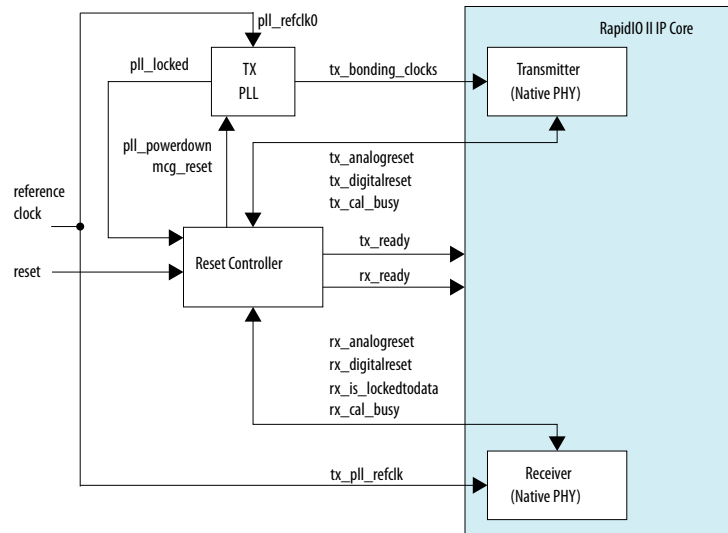 pll_refclk0
RapidIO II IP Core
pll_locked
TX
PLL
tx_bonding_clocks
Transmitter
(Native PHY)
pll_powerdown
mcg_reset
tx_analogreset
tx_digitalreset
tx_cal_busy
reference
clock
tx_ready
Reset Controller
reset
rx_ready
rx_analogreset
rx_digitalreset
rx_is_lockedtodata
rx_cal_busy
tx_pll_refclk
Receiver
(Native PHY)